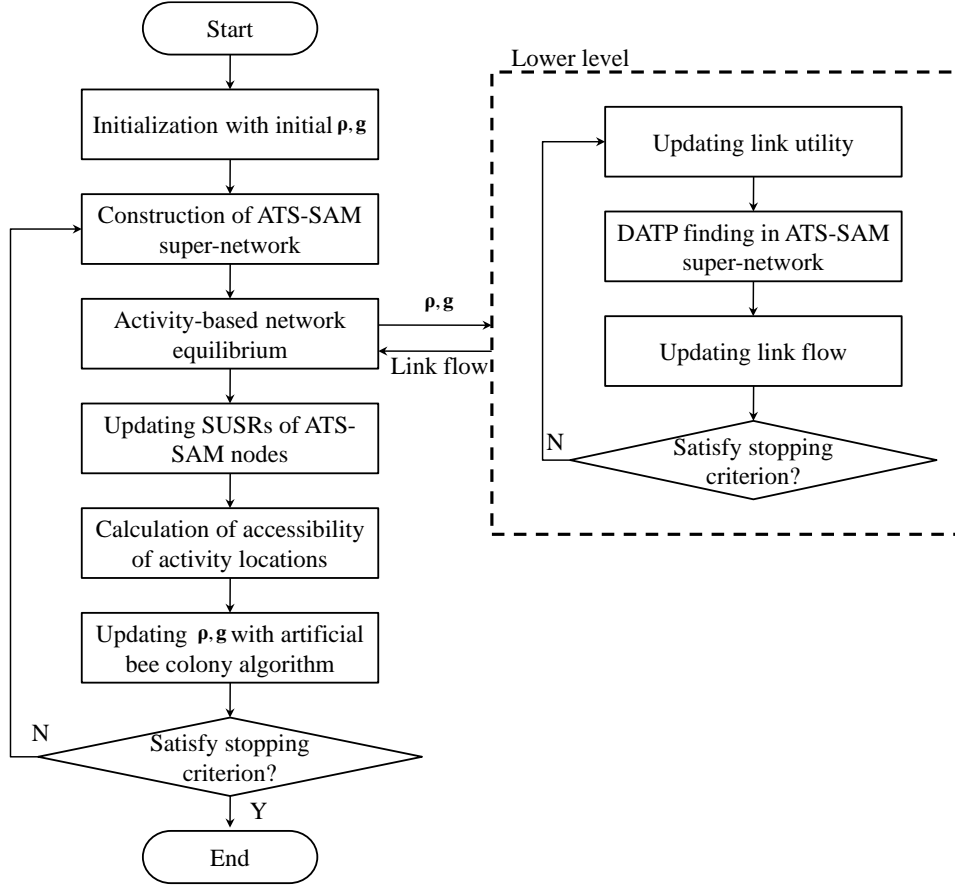 Start
Initialization with initial ρ, g
Construction of ATS-SAM
super-network
Activity-based network
equilibrium
ρ, g
Link flow
Updating SUSRs of ATS-
SAM nodes
Calculation of accessibility
of activity locations
Updating ρ, g with artificial
bee colony algorithm
N
Satisfy stopping
criterion?
Y
End
Lower level
Updating link utility
DATP finding in ATS-SAM
super-network
Updating link flow
N
Satisfy stopping
criterion?